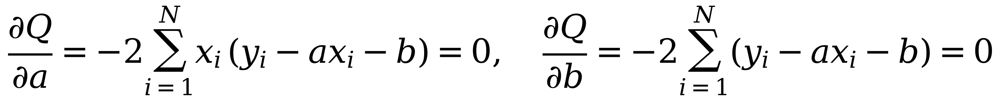 ∂Q/∂a = −2 ∑_{i=1}^{N} x_i (y_i − ax_i − b) = 0, ∂Q/∂b = −2 ∑_{i=1}^{N} (y_i − ax_i − b) = 0